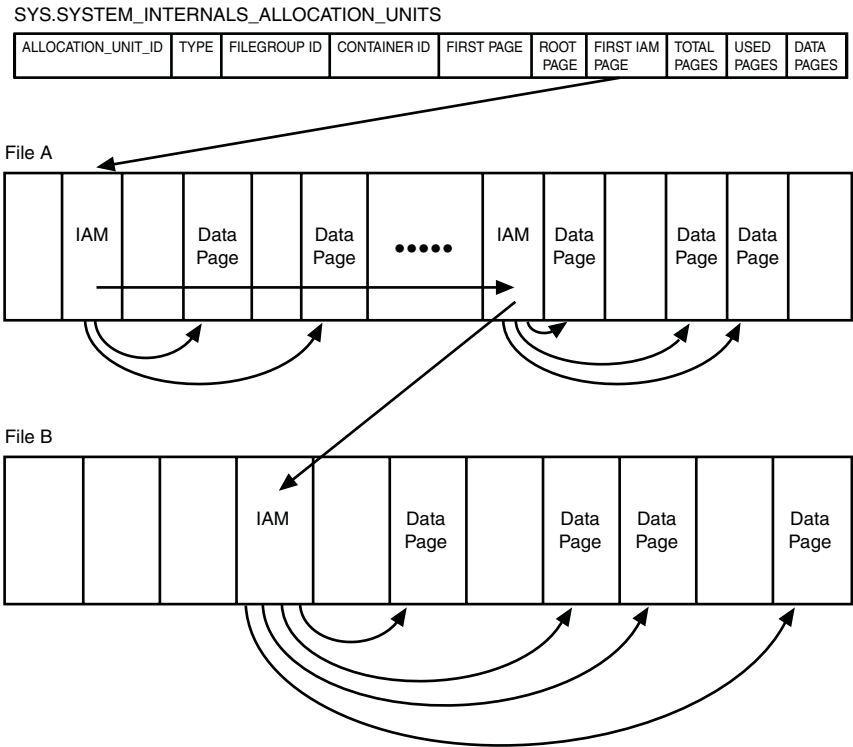 SYS.SYSTEM_INTERNALS_ALLOCATION_UNITS
ALLOCATION_UNIT_ID TYPE FILEGROUP ID CONTAINER ID FIRST PAGE ROOT PAGE FIRST IAM PAGE TOTAL PAGES USED PAGES DATA PAGES
File A
IAM
Data Page
Data Page
IAM
Data Page
Data Page
Data Page
File B
IAM
Data Page
Data Page
Data Page
Data Page